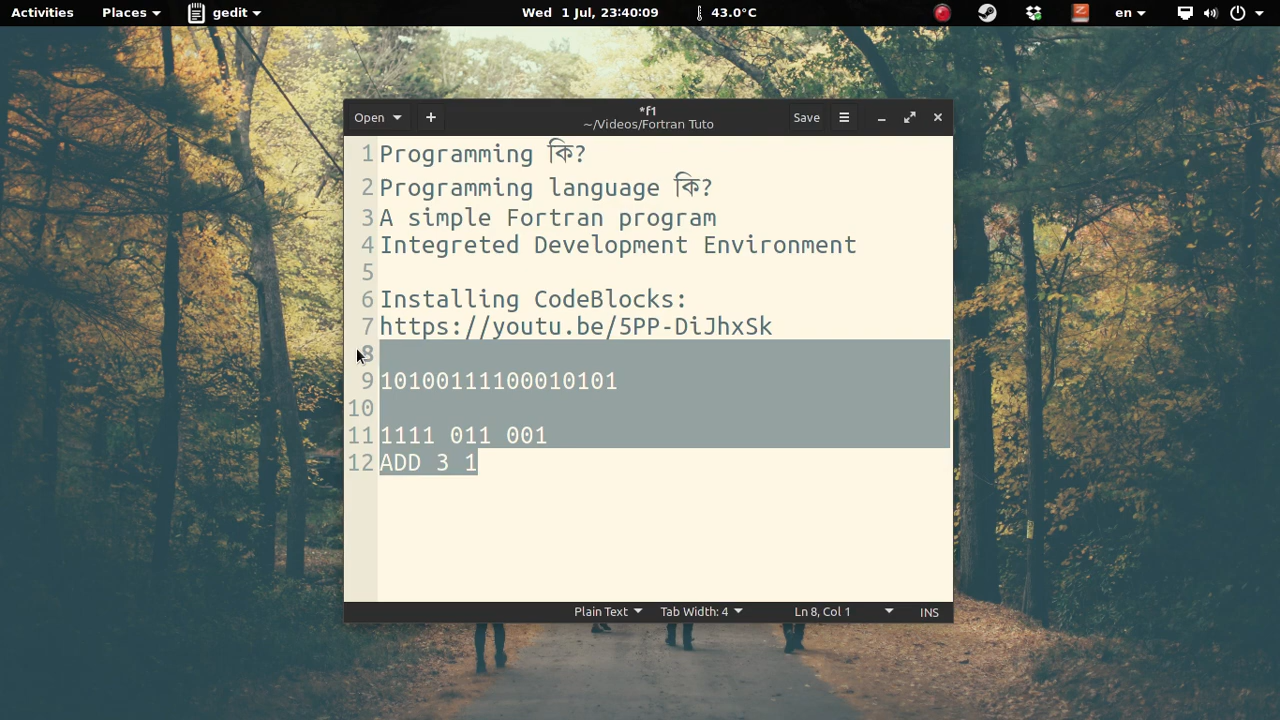 Activities Places gedit Wed 1 Jul, 23:40:09 43.0°C en
Open + *f1 Save
~/Videos/Fortran Tuto
1 Programming কি?
2 Programming language কি?
3 A simple Fortran program
4 Integreted Development Environment
5
6 Installing CodeBlocks:
7 https://youtu.be/5PP-DiJhxSk
8
9 10100111100010101
10
11 1111 011 001
12 ADD 3 1
Plain Text Tab Width: 4 Ln 8, Col 1 INS